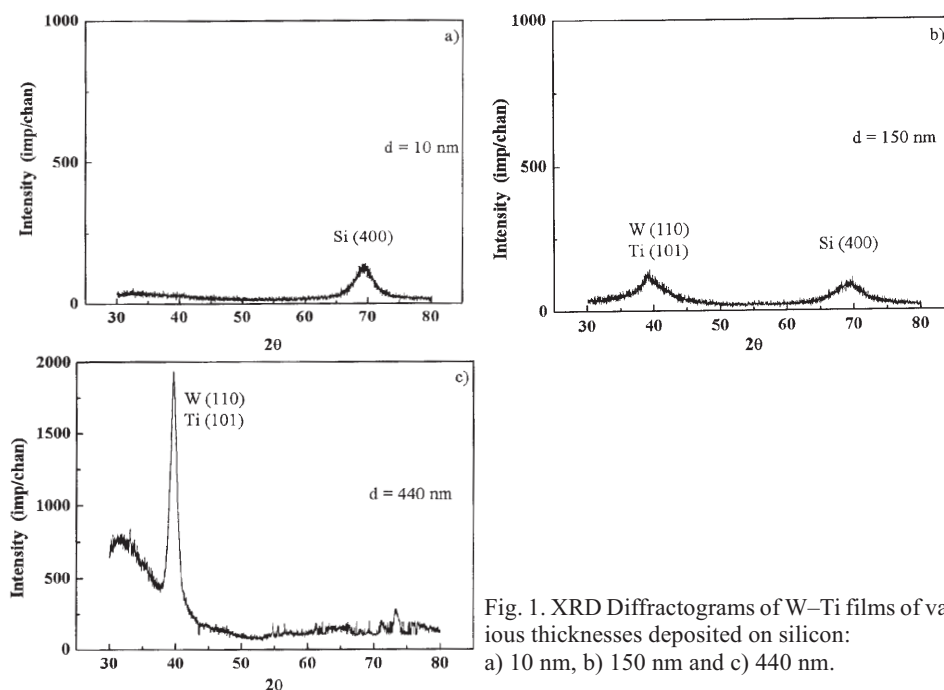 1000
a)
Intensity (imp/chan)
d = 10 nm
500
Si (400)
0
30 40 50 60 70 80
2θ
1000
b)
Intensity (imp/chan)
d = 150 nm
500
W (110)
Ti (101)
Si (400)
0
30 40 50 60 70 80
2θ
2000
c)
W (110)
Ti (101)
1750
1500
1250
d = 440 nm
Intensity (imp/chan)
1000
750
500
250
0
30 40 50 60 70 80
2θ
Fig. 1. XRD Diffractograms of W–Ti films of va
ious thicknesses deposited on silicon:
a) 10 nm, b) 150 nm and c) 440 nm.